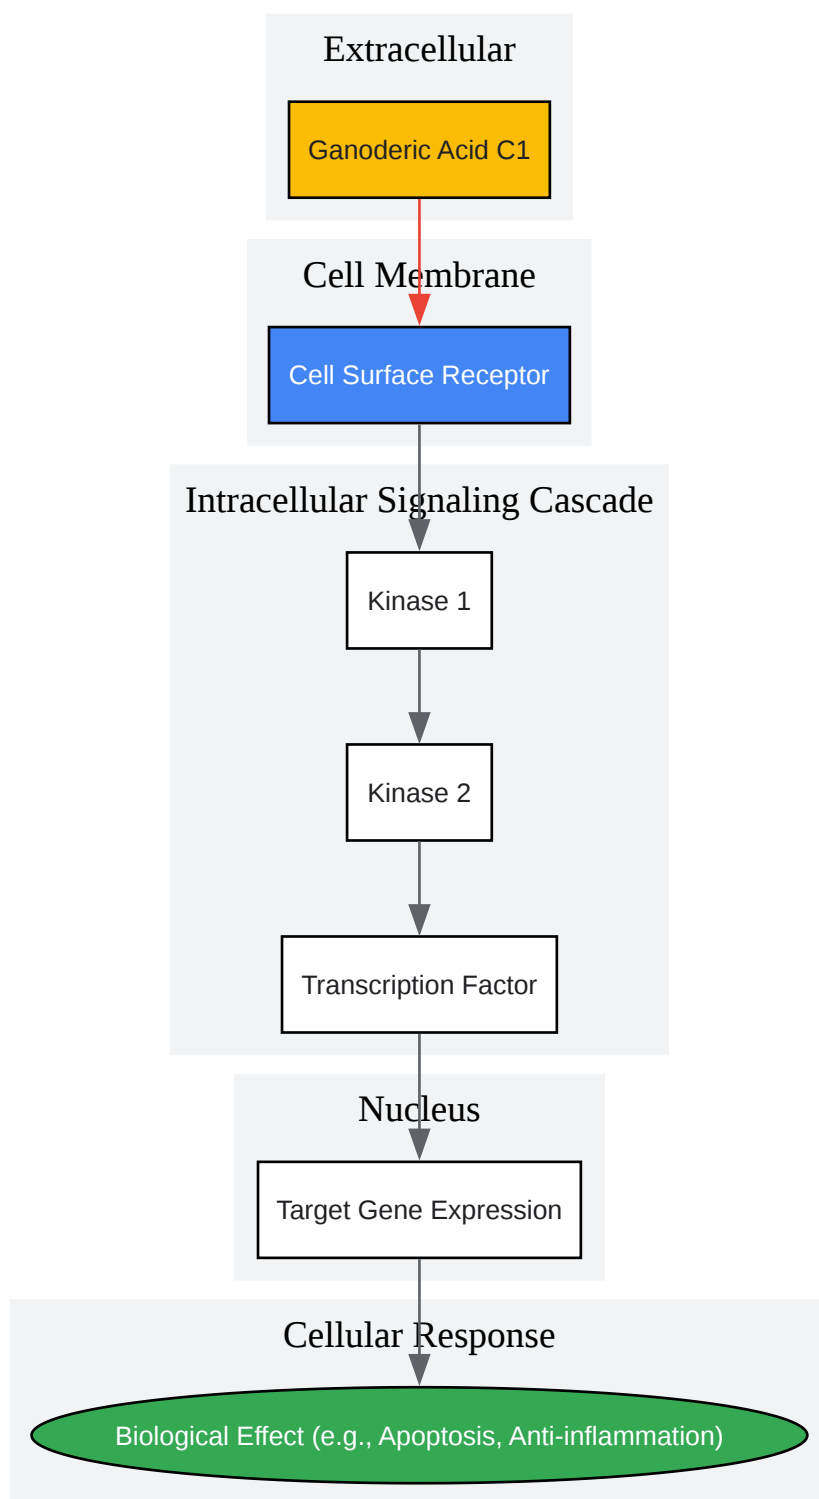 Extracellular
Ganoderic Acid C1
Cell Membrane
Cell Surface Receptor
Intracellular Signaling Cascade
Kinase 1
Kinase 2
Transcription Factor
Nucleus
Target Gene Expression
Cellular Response
Biological Effect (e.g., Apoptosis, Anti-inflammation)